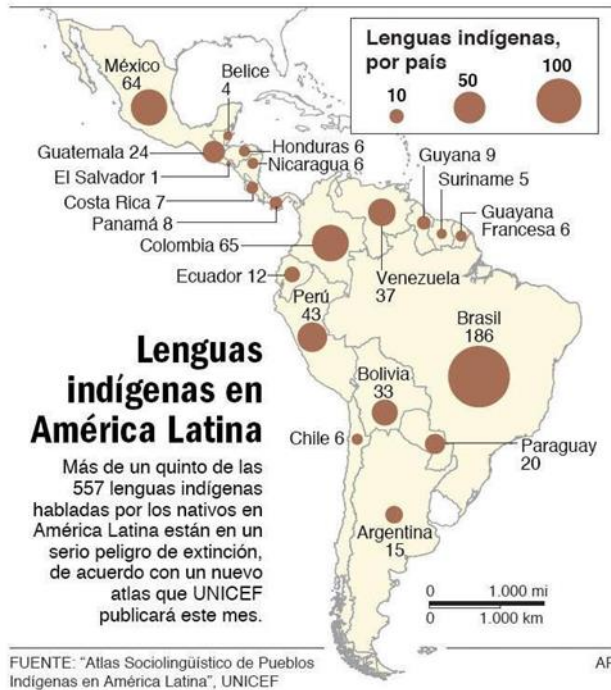 Lenguas indígenas,
por país
10
50
100
México
64
Belice
4
Guatemala 24
Honduras 6
Nicaragua 6
El Salvador 1
Costa Rica 7
Panamá 8
Colombia 65
Guyana 9
Suriname 5
Guayana
Francesa 6
Ecuador 12
Venezuela
37
Perú
43
Brasil
186
Bolivia
33
Chile 6
Paraguay
20
Argentina
15
Lenguas
indígenas en
América Latina
Más de un quinto de las
557 lenguas indígenas
habladas por los nativos en
América Latina están en un
serio peligro de extinción,
de acuerdo con un nuevo
atlas que UNICEF
publicará este mes.
0 1.000 mi
0 1.000 km
FUENTE: "Atlas Sociolingüístico de Pueblos
Indígenas en América Latina", UNICEF
AP